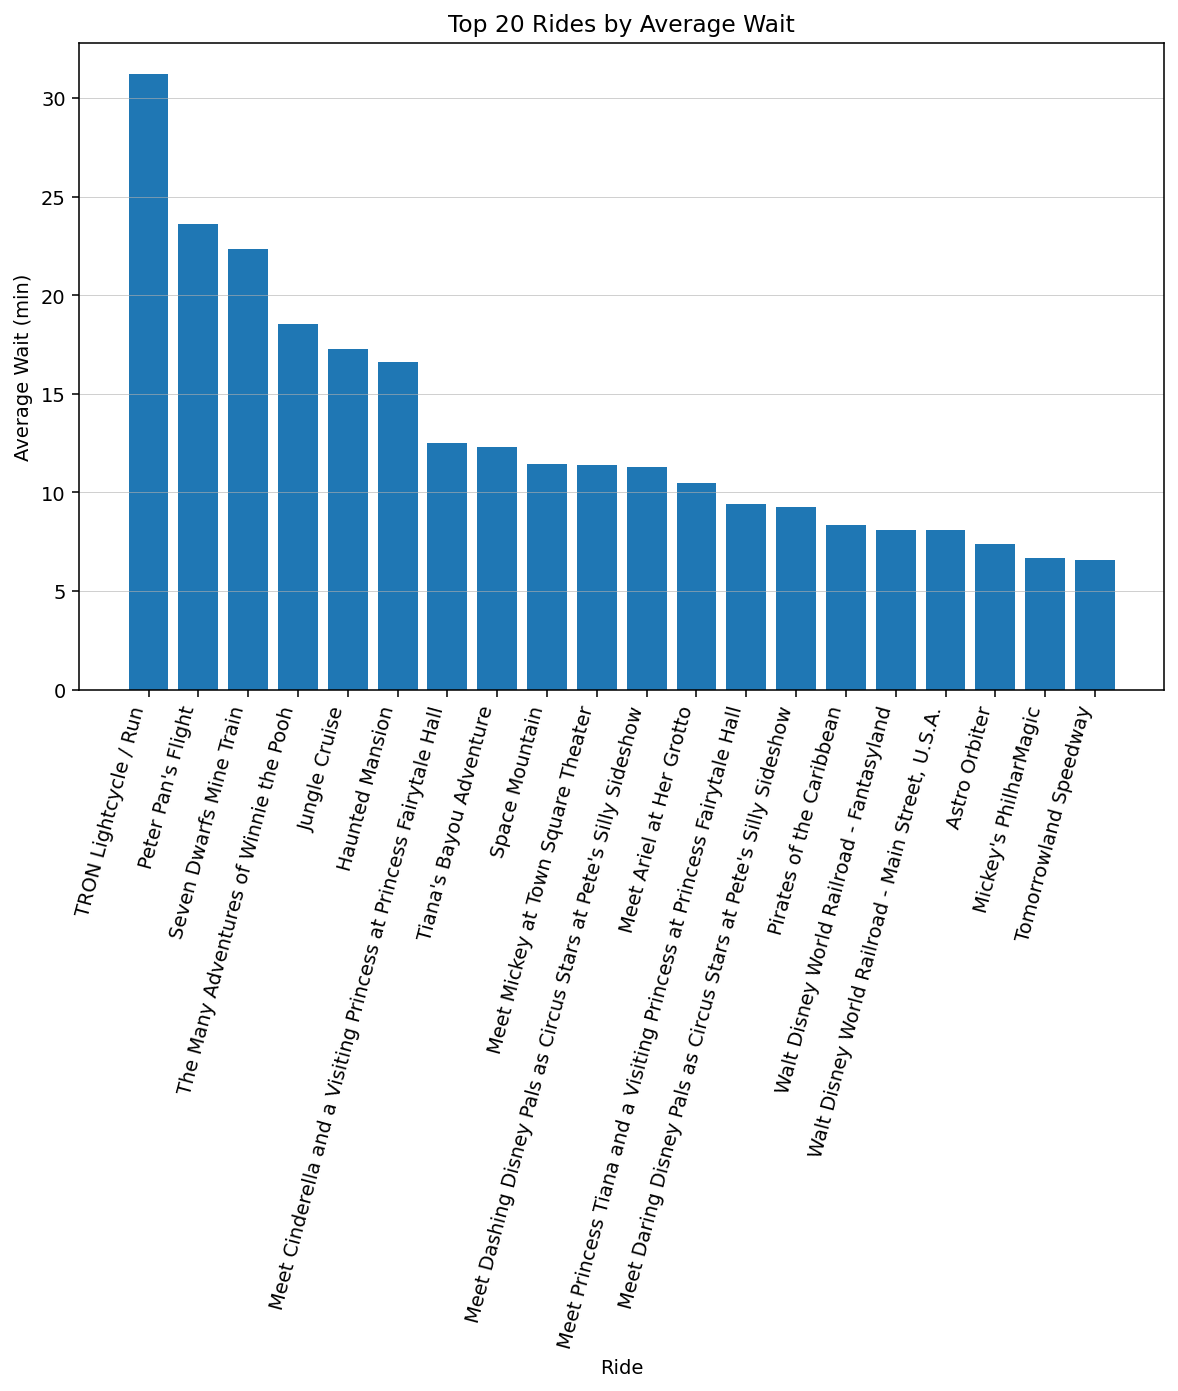 Top 20 Rides by Average Wait
Average Wait (min)
30
25
20
15
10
5
0
TRON Lightcycle / Run
Peter Pan's Flight
Seven Dwarfs Mine Train
The Many Adventures of Winnie the Pooh
Jungle Cruise
Haunted Mansion
Meet Cinderella and a Visiting Princess at Princess Fairytale Hall
Tiana's Bayou Adventure
Space Mountain
Meet Mickey at Town Square Theater
Meet Dashing Disney Pals as Circus Stars at Pete's Silly Sideshow
Meet Ariel at Her Grotto
Meet Princess Tiana and a Visiting Princess at Princess Fairytale Hall
Meet Daring Disney Pals as Circus Stars at Pete's Silly Sideshow
Pirates of the Caribbean
Walt Disney World Railroad - Fantasyland
Walt Disney World Railroad - Main Street, U.S.A.
Astro Orbiter
Mickey's PhilharMagic
Tomorrowland Speedway
Ride